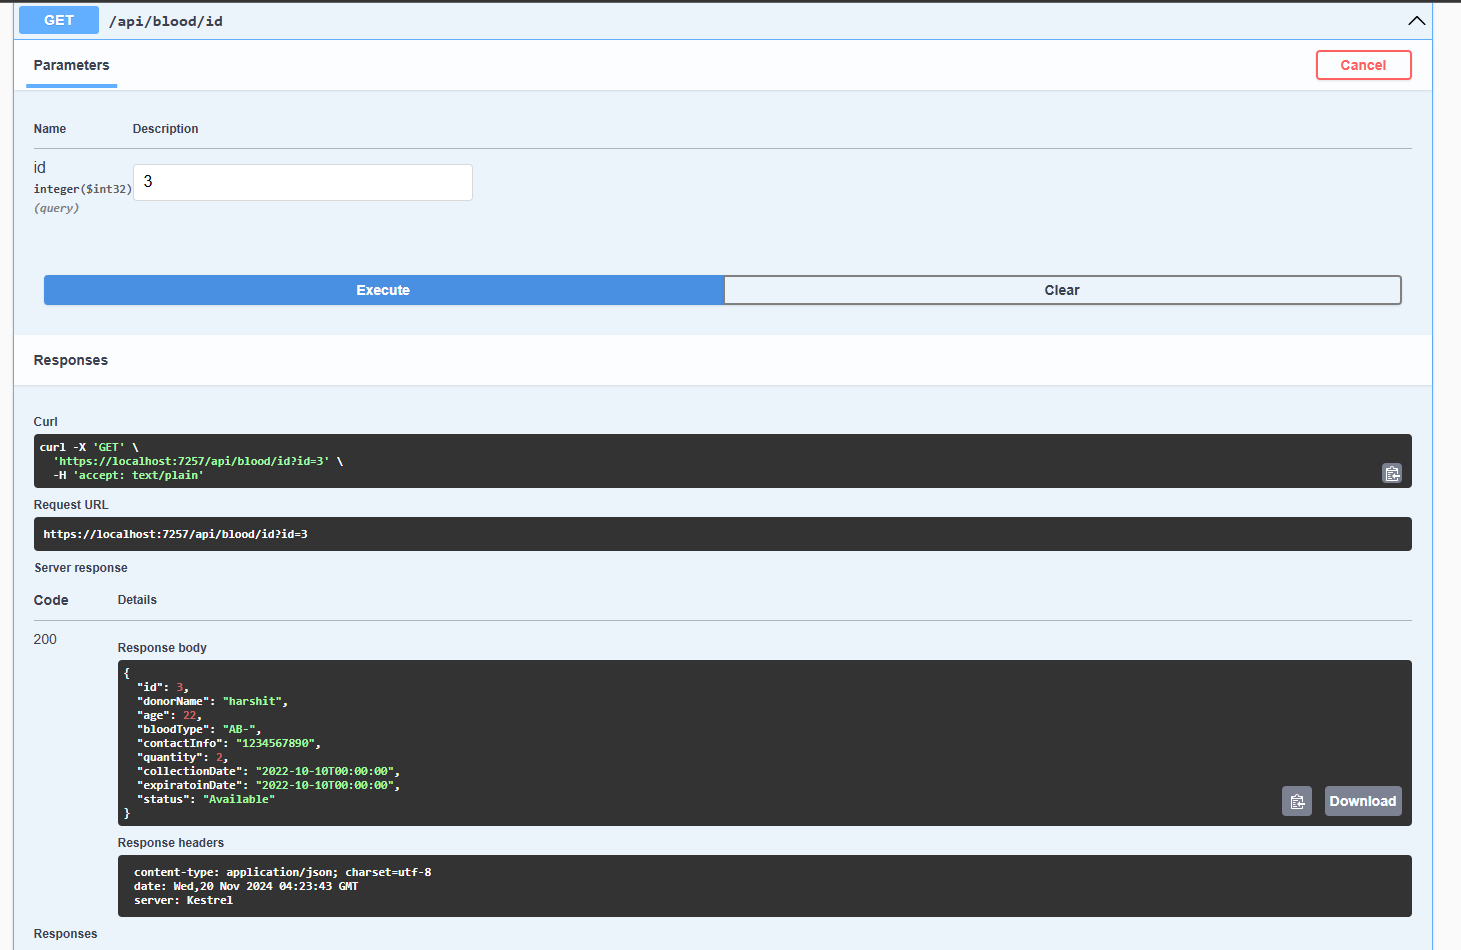 GET /api/blood/id
Parameters
Cancel
Name Description
id
integer($int32)
(query)
3
Execute
Clear
Responses
Curl
curl -X 'GET' \
'https://localhost:7257/api/blood/id?id=3' \
-H 'accept: text/plain'
Request URL
https://localhost:7257/api/blood/id?id=3
Server response
Code Details
200
Response body
{
"id": 3,
"donorName": "harshit",
"age": 22,
"bloodType": "AB-",
"contactInfo": "1234567890",
"quantity": 2,
"collectionDate": "2022-10-10T00:00:00",
"expiratoinDate": "2022-10-10T00:00:00",
"status": "Available"
}
Download
Response headers
content-type: application/json; charset=utf-8
date: Wed,20 Nov 2024 04:23:43 GMT
server: Kestrel
Responses